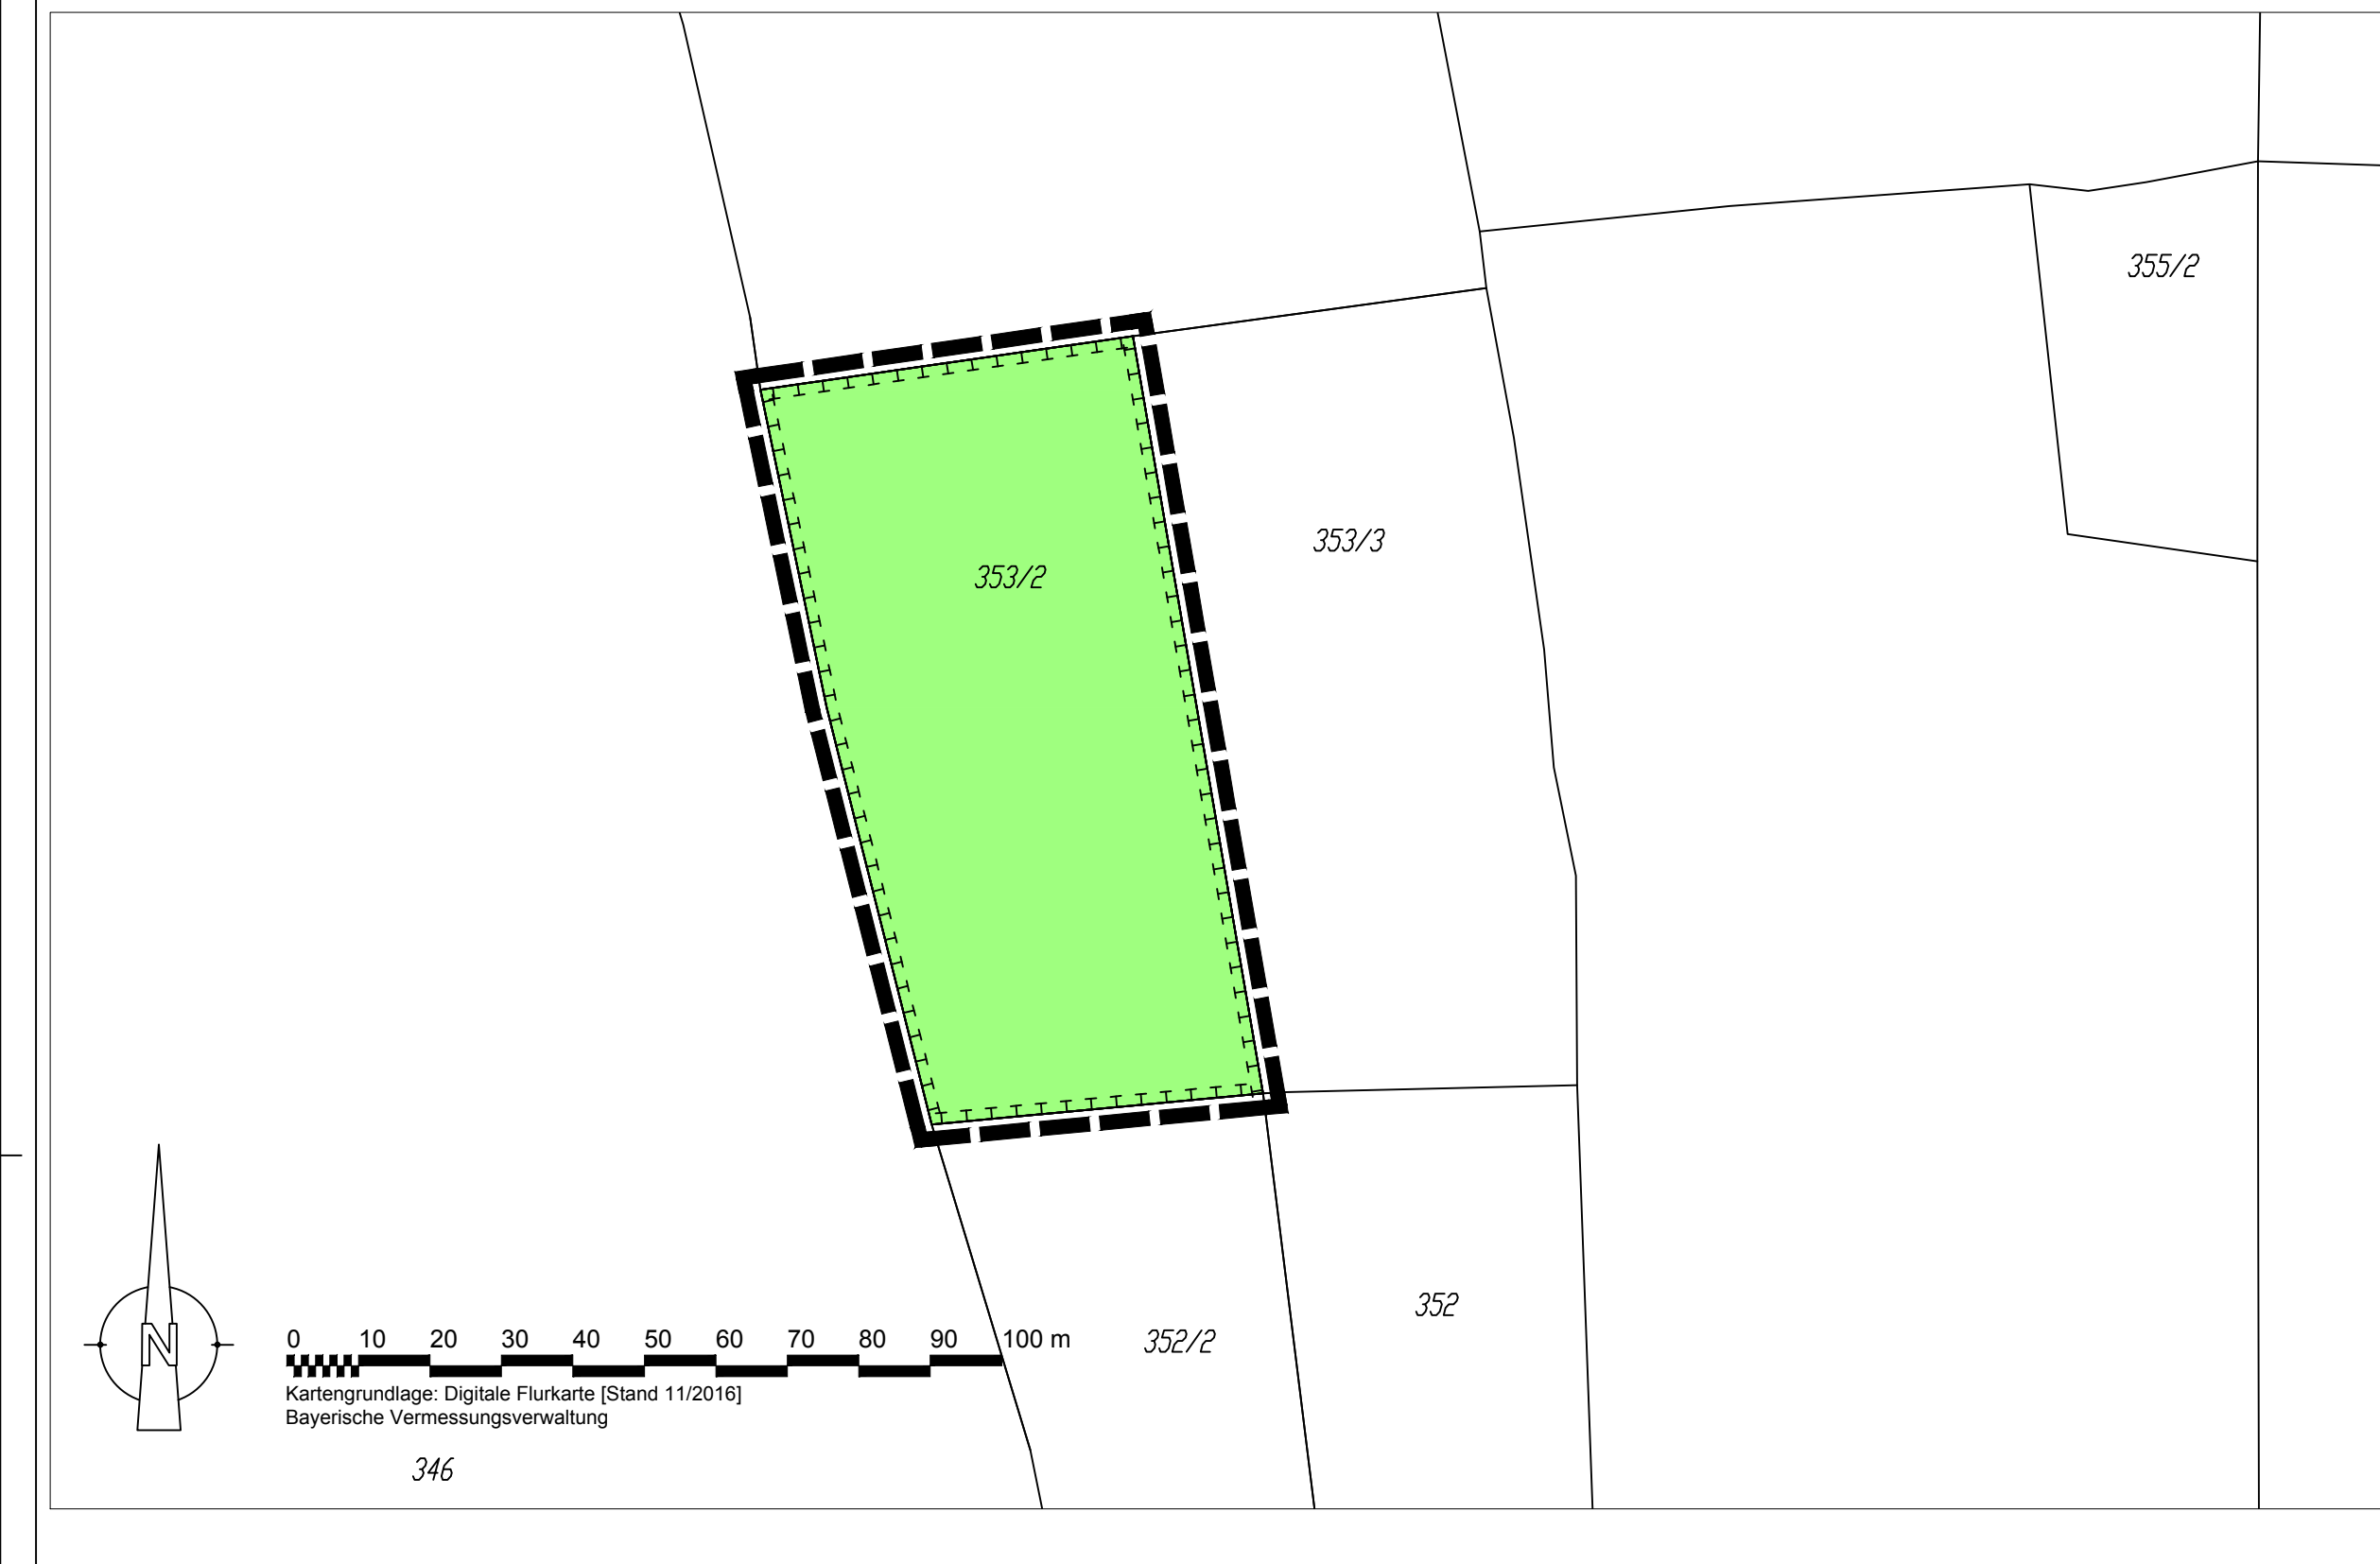 355/2
353/3
353/2
0 10 20 30 40 50 60 70 80 90 100 m
N
352
352/2
Kartengrundlage: Digitale Flurkarte [Stand 11/2016]
Bayerische Vermessungsverwaltung
346